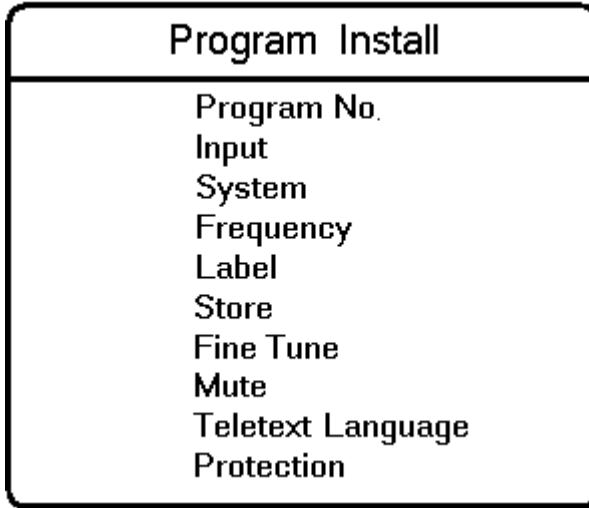 Program Install
Program No.
Input
System
Frequency
Label
Store
Fine Tune
Mute
Teletext Language
Protection